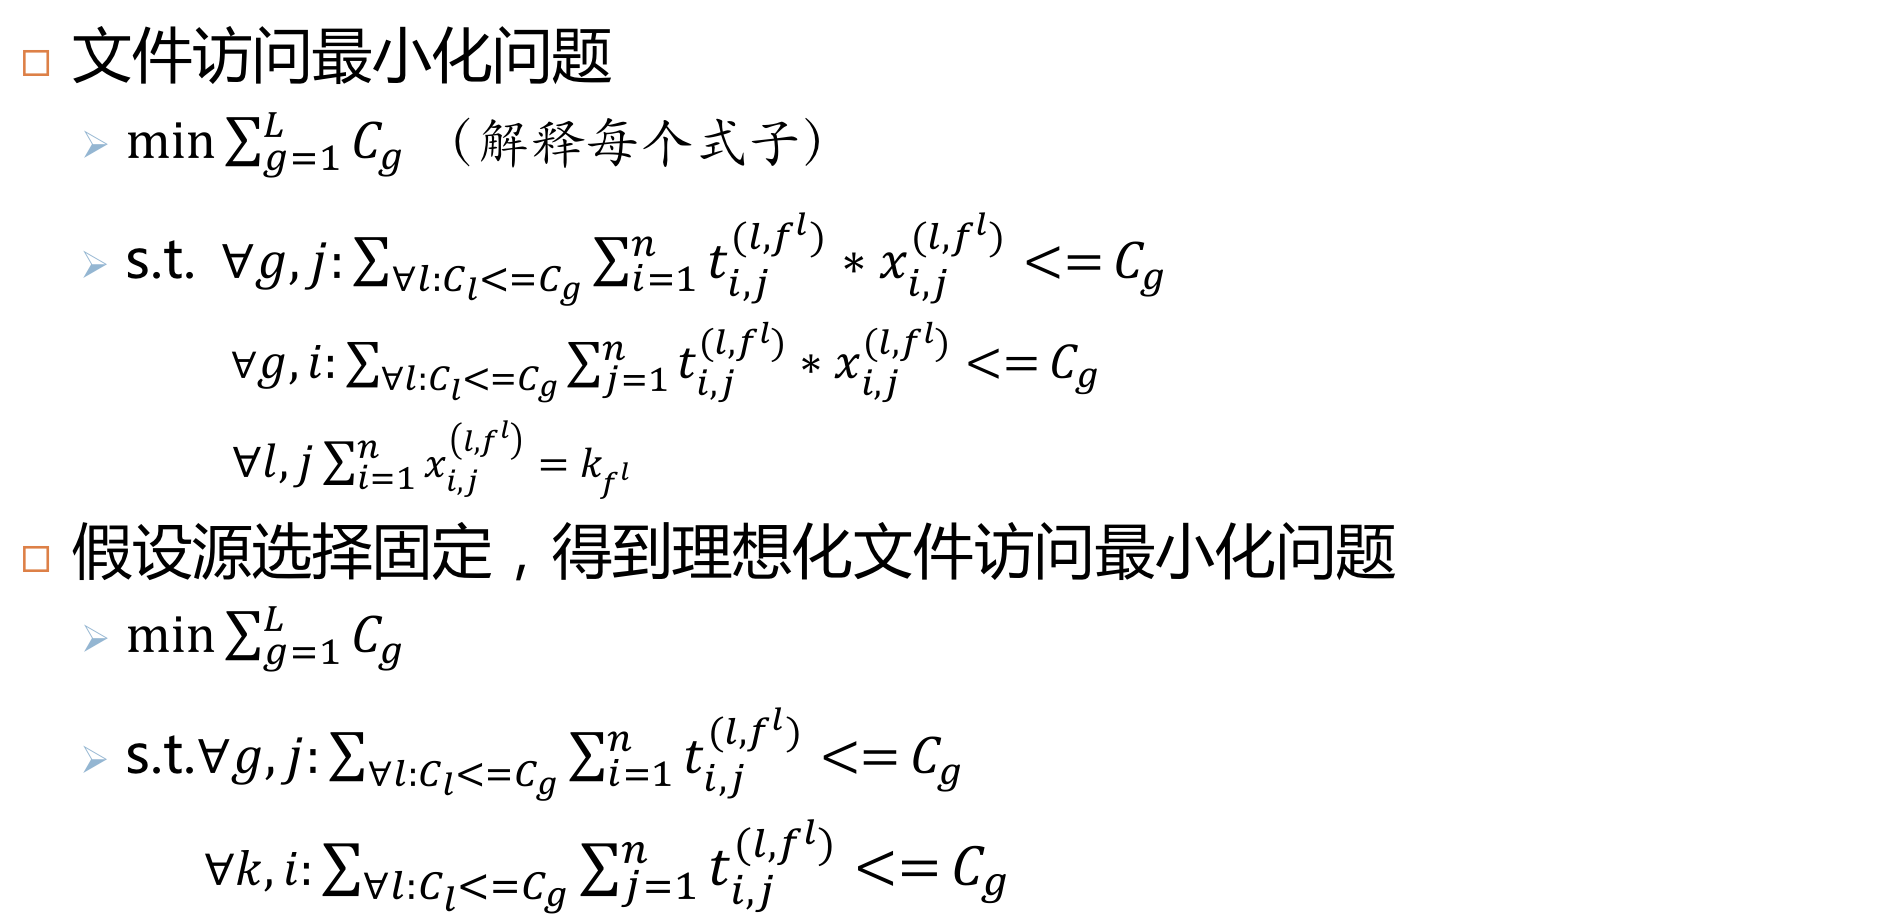 文件访问最小化问题
min ∑_{g=1}^{L} C_g （解释每个式子）
s.t. ∀g,j: ∑_{∀l:C_l<=C_g} ∑_{i=1}^{n} t_{i,j}^{(l,f^l)} * x_{i,j}^{(l,f^l)} <= C_g
∀g,i: ∑_{∀l:C_l<=C_g} ∑_{j=1}^{n} t_{i,j}^{(l,f^l)} * x_{i,j}^{(l,f^l)} <= C_g
∀l,j ∑_{i=1}^{n} x_{i,j}^{(l,f^l)} = k_{f^l}
假设源选择固定，得到理想化文件访问最小化问题
min ∑_{g=1}^{L} C_g
s.t.∀g,j: ∑_{∀l:C_l<=C_g} ∑_{i=1}^{n} t_{i,j}^{(l,f^l)} <= C_g
∀k,i: ∑_{∀l:C_l<=C_g} ∑_{j=1}^{n} t_{i,j}^{(l,f^l)} <= C_g